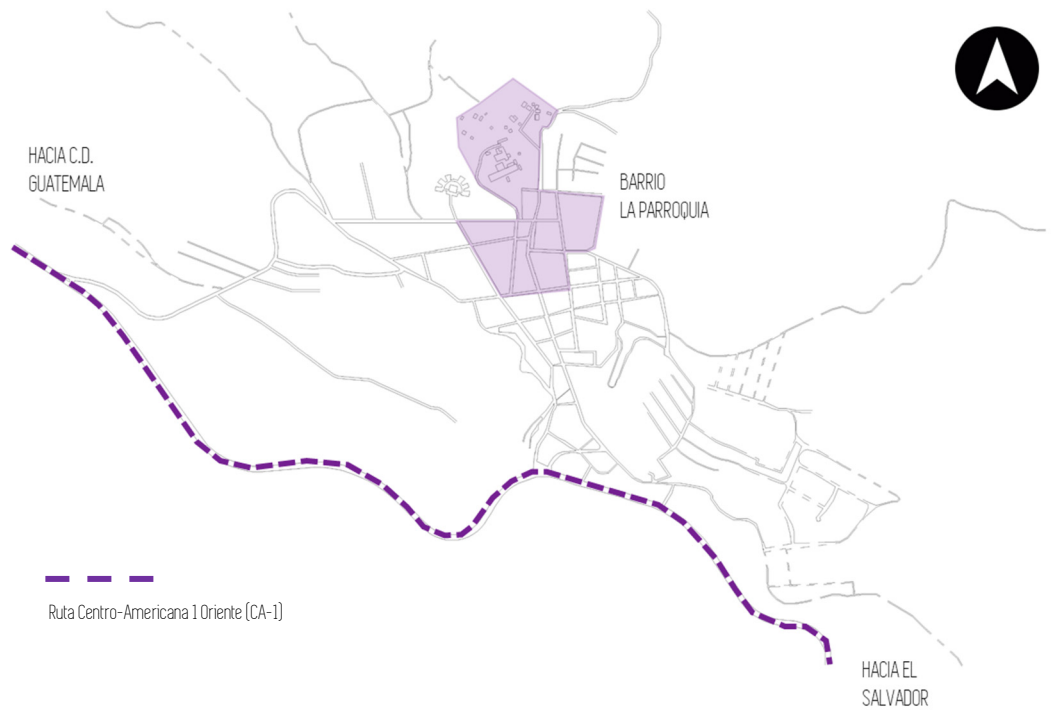 HACIA C.D.
GUATEMALA
BARRIO
LA PARROQUIA
Ruta Centro-Americana 1 Oriente (CA-1)
HACIA EL
SALVADOR